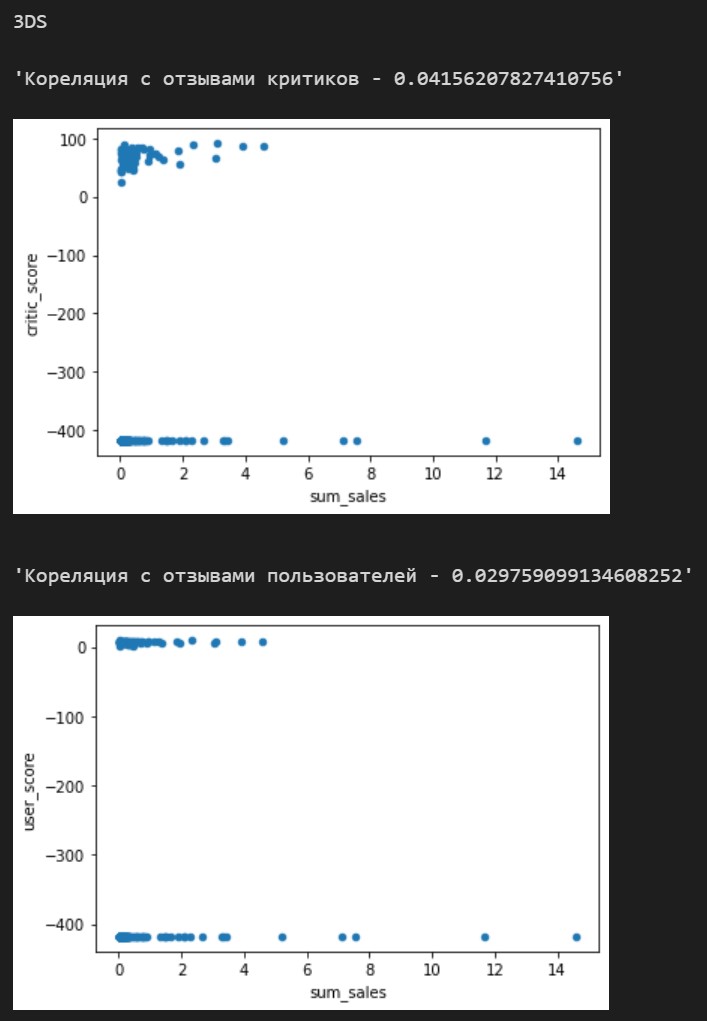 3DS
'Кореляция с отзывами критиков - 0.04156207827410756'
100
0
−100
−200
−300
−400
critic_score
0 2 4 6 8 10 12 14
sum_sales
'Кореляция с отзывами пользователей - 0.029759099134608252'
0
−100
−200
−300
−400
user_score
0 2 4 6 8 10 12 14
sum_sales